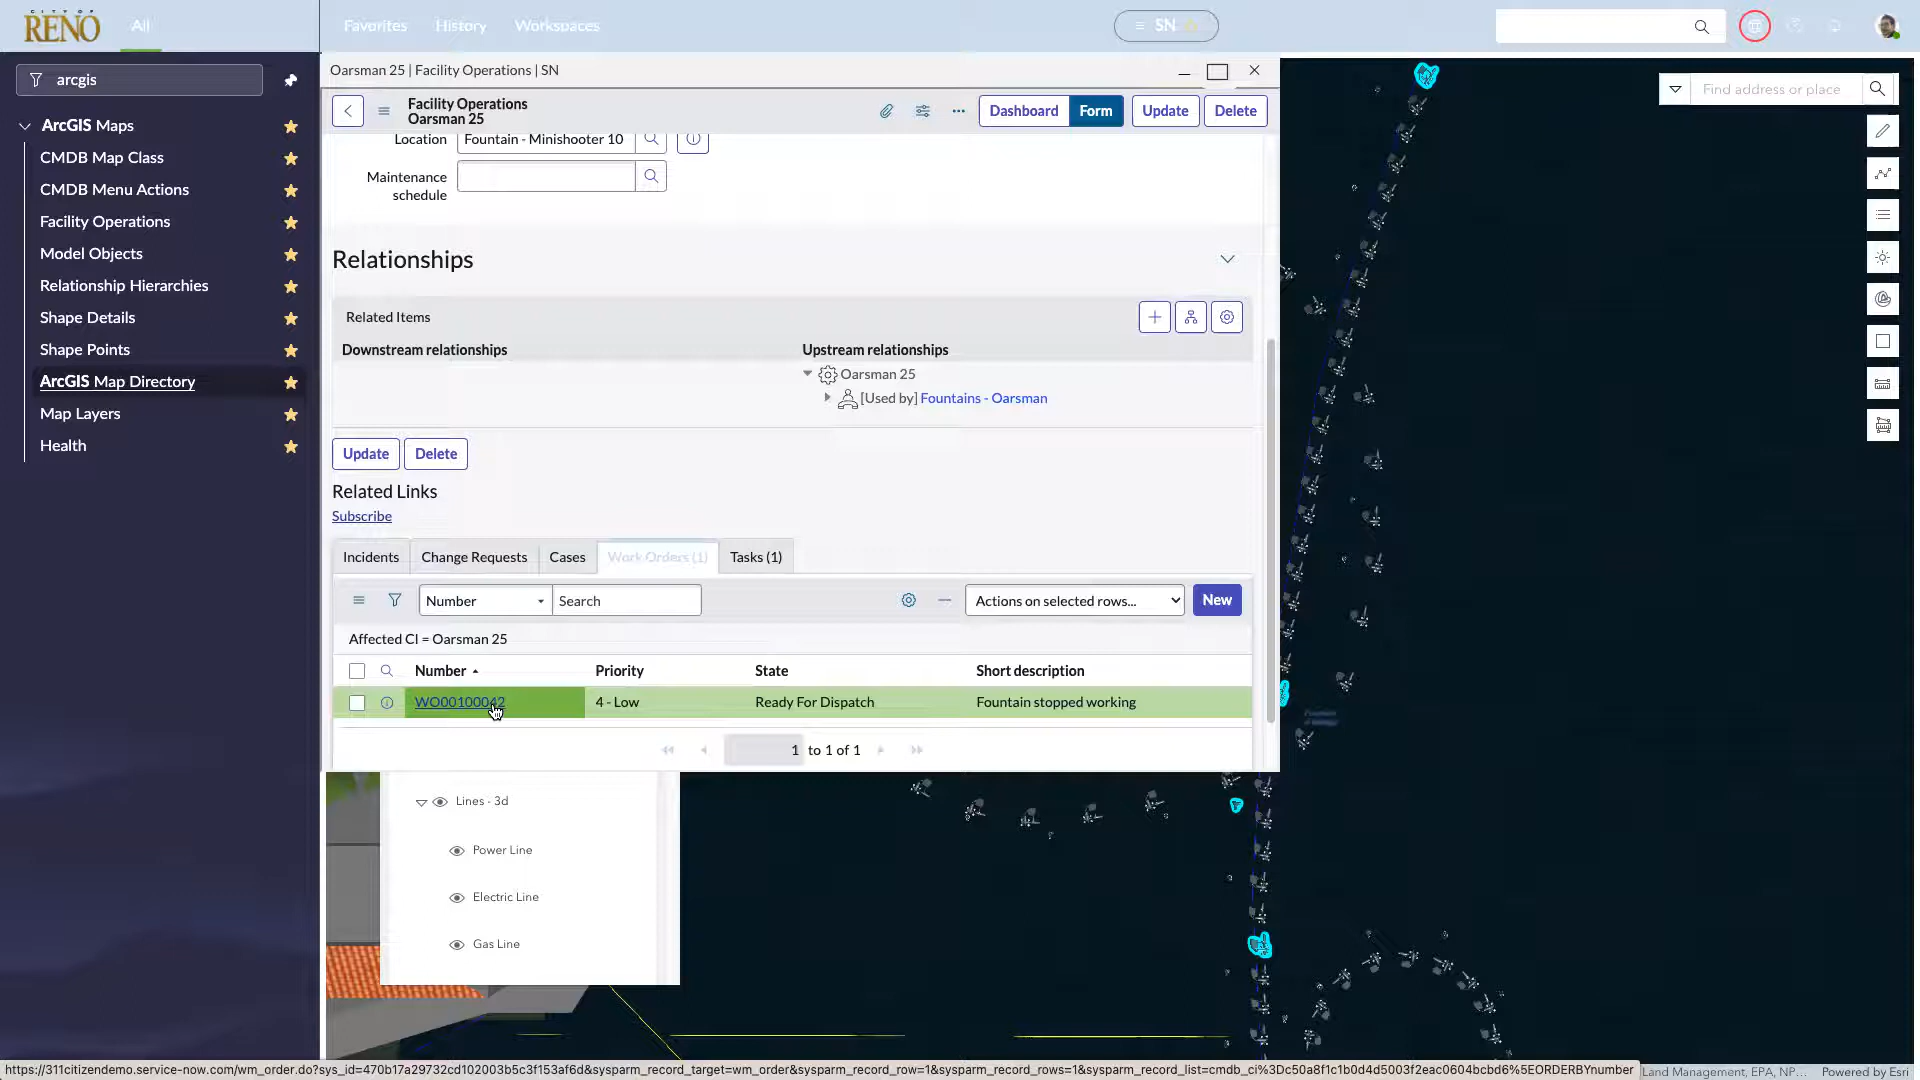 CITY OF
RENO
All
Favorites
History
Workspaces
SN
arcgis
ArcGIS Maps
CMDB Map Class
CMDB Menu Actions
Facility Operations
Model Objects
Relationship Hierarchies
Shape Details
Shape Points
ArcGIS Map Directory
Map Layers
Health
Oarsman 25 | Facility Operations | SN
Facility Operations
Oarsman 25
Dashboard
Form
Update
Delete
Location
Fountain - Minishooter 10
Maintenance
schedule
Relationships
Related Items
Downstream relationships
Upstream relationships
Oarsman 25
[Used by] Fountains - Oarsman
Update
Delete
Related Links
Subscribe
Incidents
Change Requests
Cases
Work Orders (1)
Tasks (1)
Number
Search
Actions on selected rows...
New
Affected CI = Oarsman 25
Number
Priority
State
Short description
WO00100042
4 - Low
Ready For Dispatch
Fountain stopped working
1 to 1 of 1
Lines - 3d
Power Line
Electric Line
Gas Line
Find address or place
https://311citizendemo.service-now.com/wm_order.do?sys_id=470b17a29732cd102003b5c3f153af6d&sysparm_record_target=wm_order&sysparm_record_row=1&sysparm_record_rows=1&sysparm_record_list=cmdb_ci%3Dc50a8f1c1b0d4d5003f2eac0604bcbd6%5EORDERBYnumber
Land Management, EPA, NP...
Powered by Esri